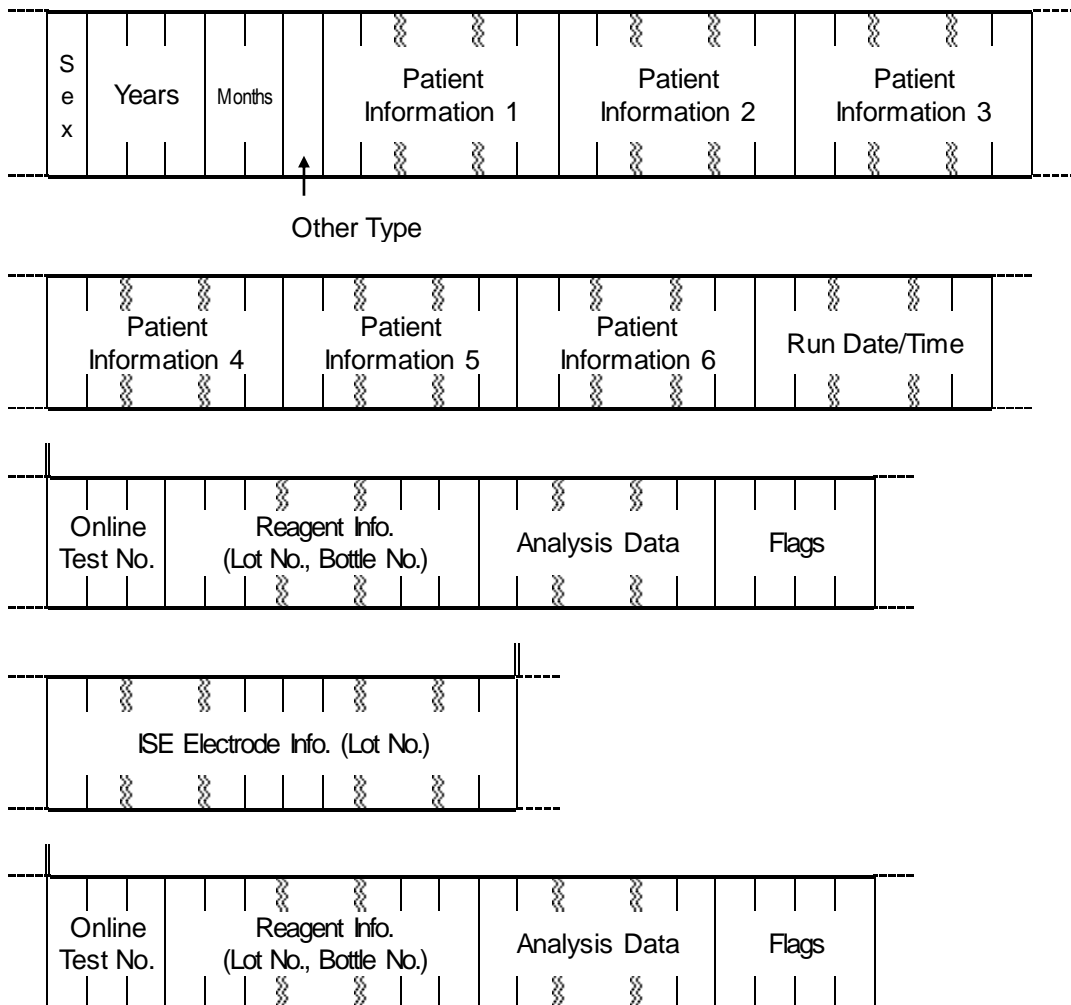 Sex
Years
Months
Patient
Information 1
Patient
Information 2
Patient
Information 3
Other Type
Patient
Information 4
Patient
Information 5
Patient
Information 6
Run Date/Time
Online
Test No.
Reagent Info.
(Lot No., Bottle No.)
Analysis Data
Flags
ISE Electrode Info. (Lot No.)
Online
Test No.
Reagent Info.
(Lot No., Bottle No.)
Analysis Data
Flags